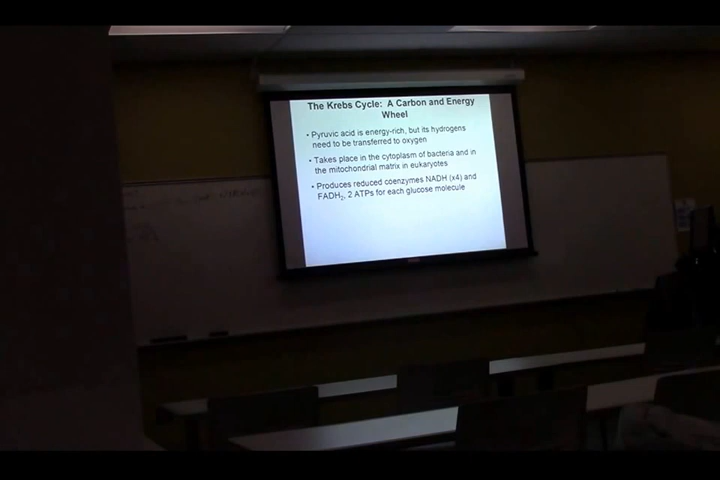 The Krebs Cycle: A Carbon and Energy
Wheel
• Pyruvic acid is energy-rich, but its hydrogens
need to be transferred to oxygen
• Takes place in the cytoplasm of bacteria and in
the mitochondrial matrix in eukaryotes
• Produces reduced coenzymes NADH (x4) and
FADH₂, 2 ATPs for each glucose molecule